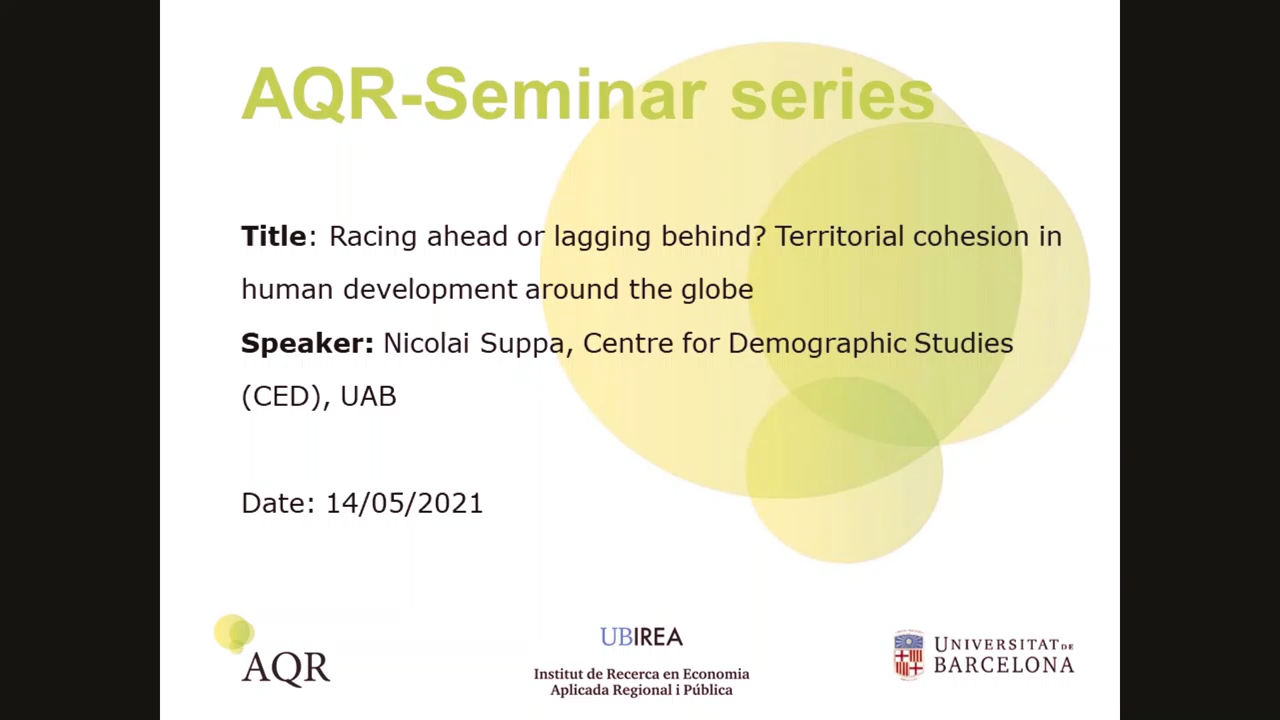 AQR-Seminar series
Title: Racing ahead or lagging behind? Territorial cohesion in
human development around the globe
Speaker: Nicolai Suppa, Centre for Demographic Studies
(CED), UAB
Date: 14/05/2021
AQR
UBIREA
Institut de Recerca en Economia
Aplicada Regional i Pública
UNIVERSITAT DE
BARCELONA